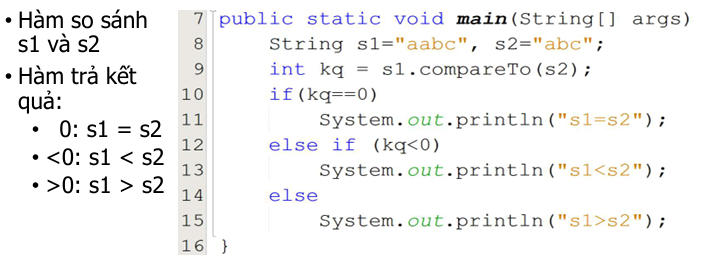 • Hàm so sánh
s1 và s2
• Hàm trả kết
quả:
• 0: s1 = s2
• <0: s1 < s2
• >0: s1 > s2
7 public static void main(String[] args)
8 String s1="aabc", s2="abc";
9 int kq = s1.compareTo(s2);
10 if(kq==0)
11 System.out.println("s1=s2");
12 else if (kq<0)
13 System.out.println("s1<s2");
14 else
15 System.out.println("s1>s2");
16 }